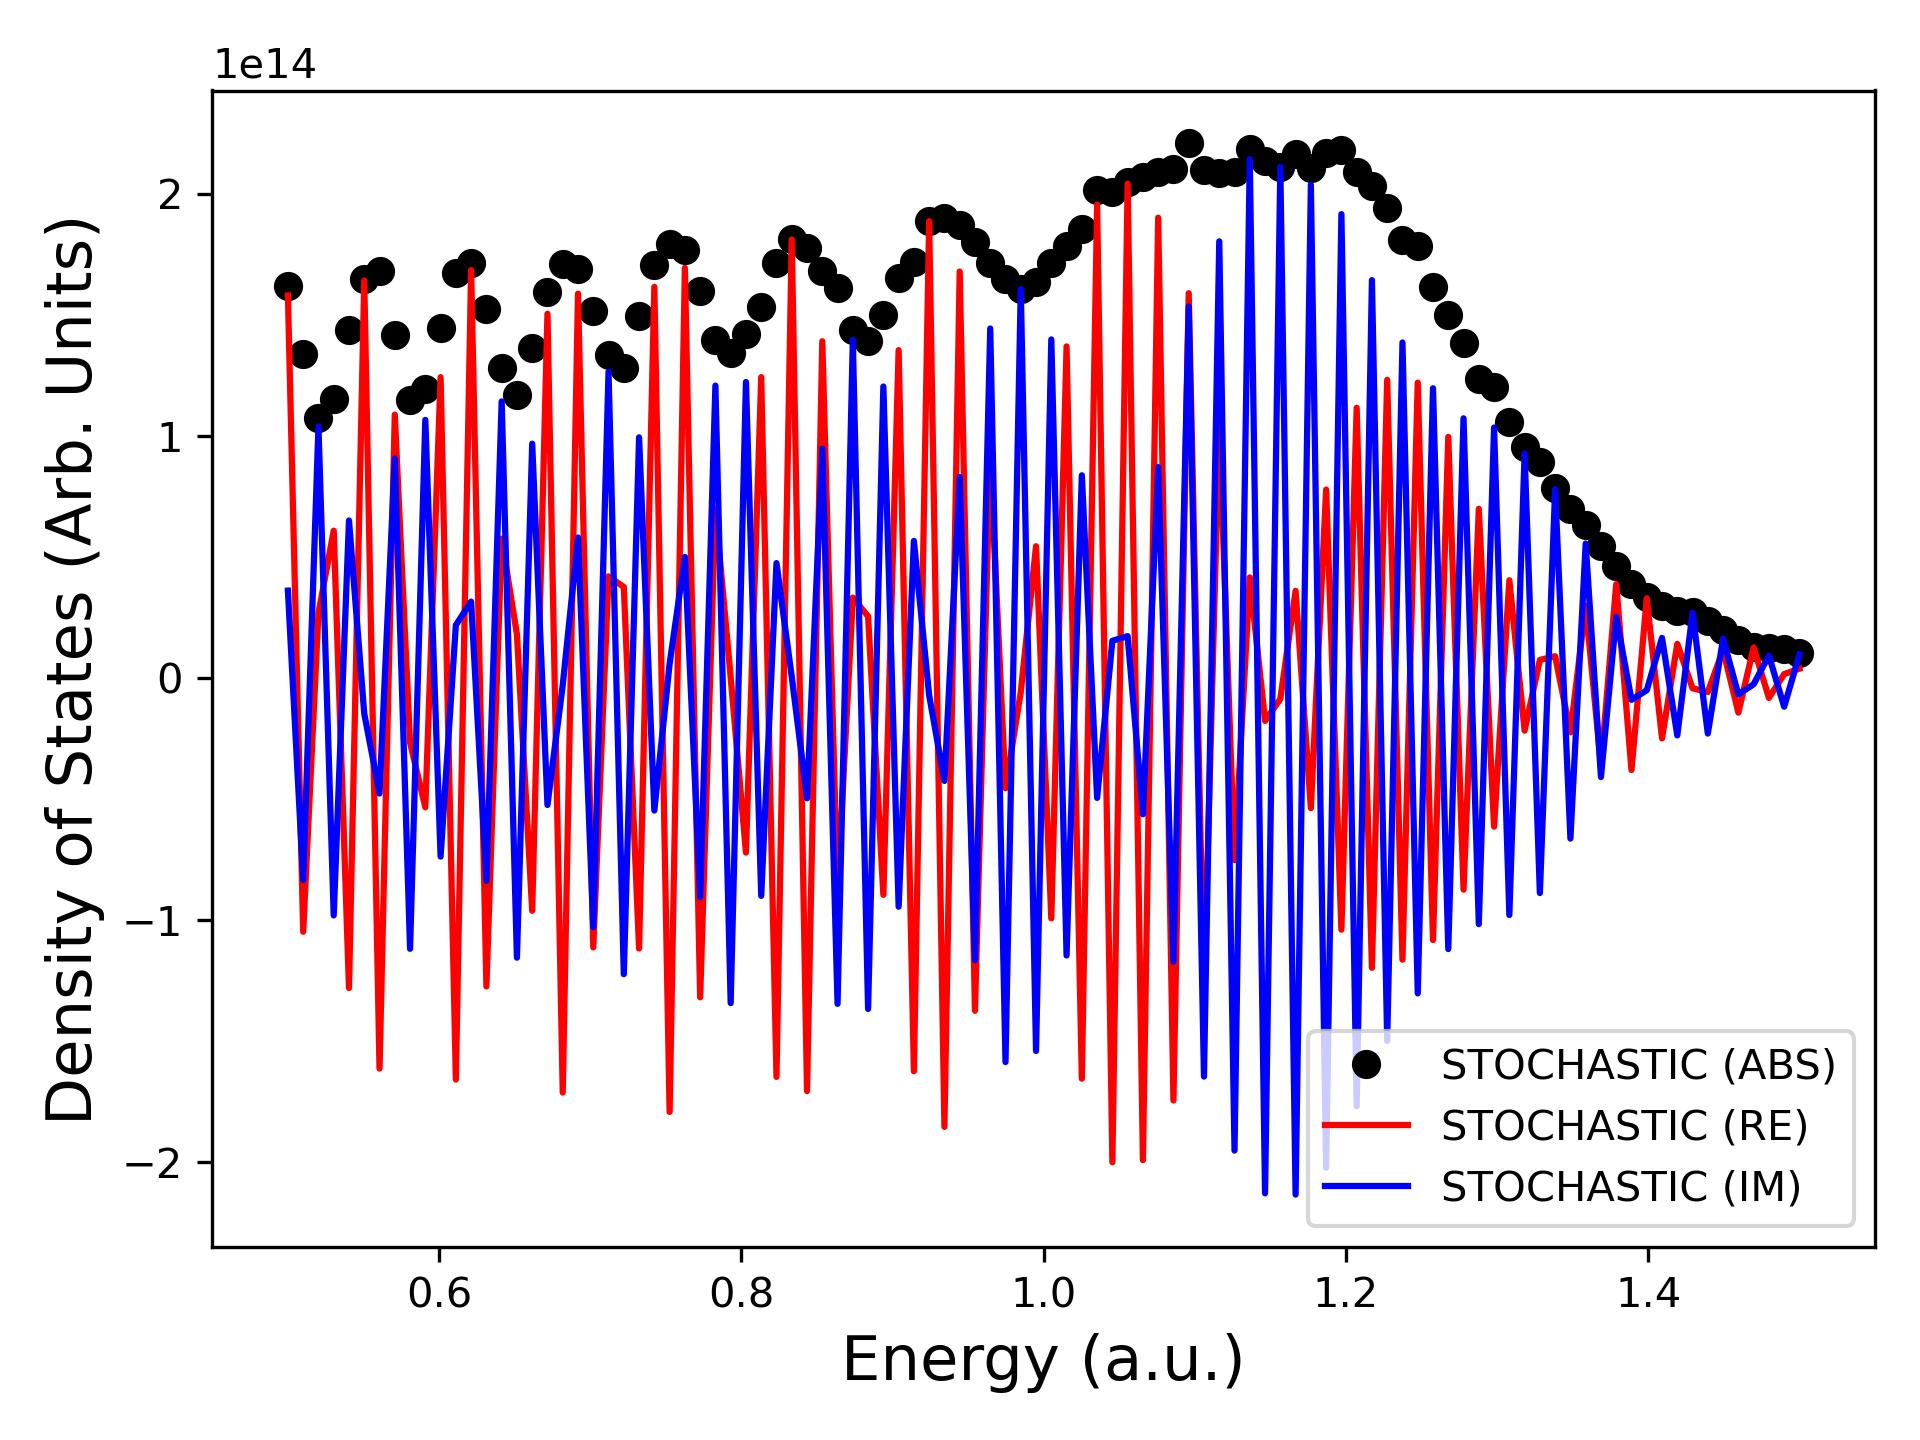 1e14
Density of States (Arb. Units)
2
1
0
−1
−2
STOCHASTIC (ABS)
STOCHASTIC (RE)
STOCHASTIC (IM)
0.6 0.8 1.0 1.2 1.4
Energy (a.u.)